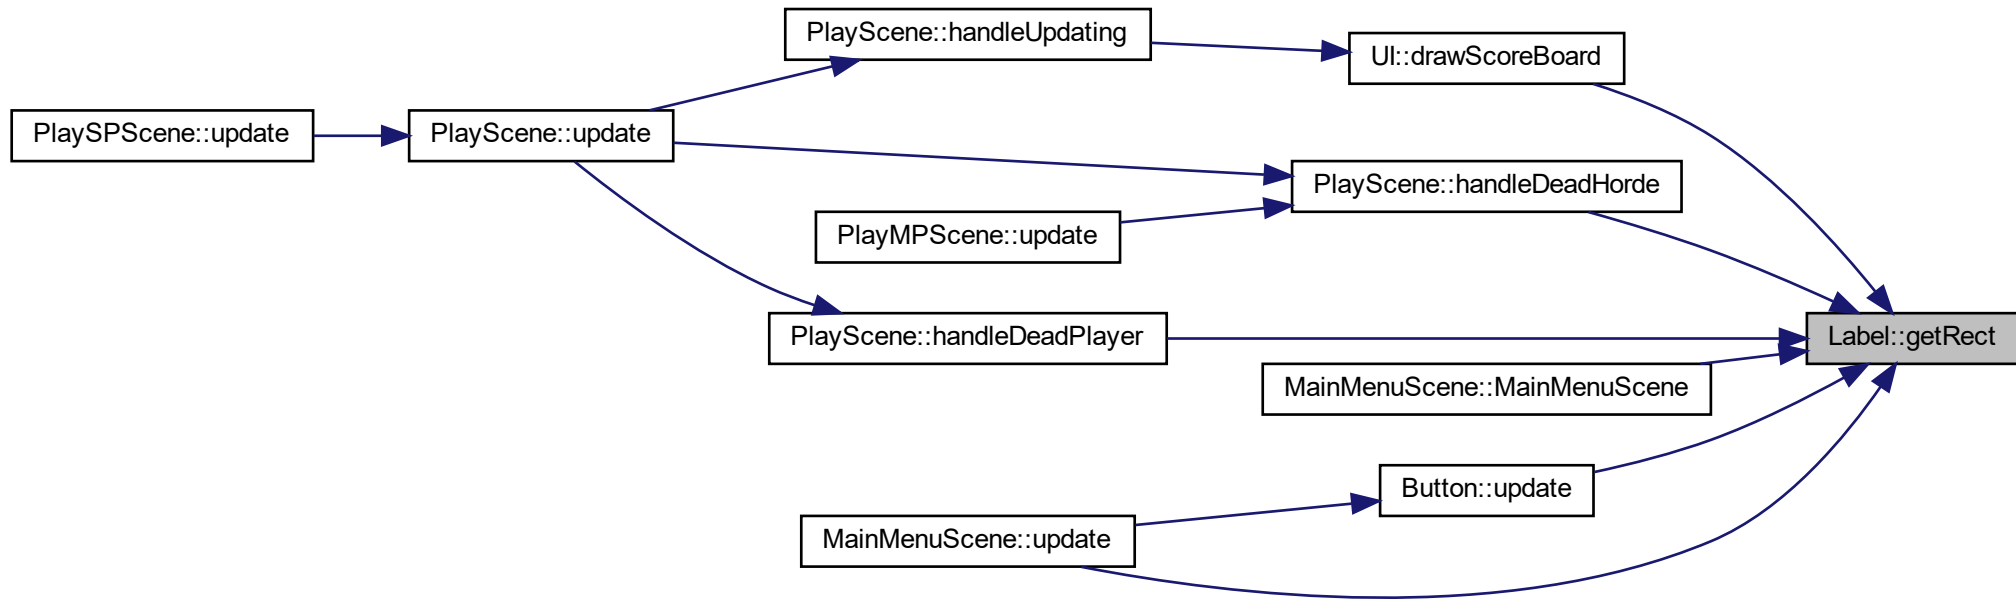 PlayScene::handleUpdating
UI::drawScoreBoard
PlaySPScene::update
PlayScene::update
PlayScene::handleDeadHorde
PlayMPScene::update
PlayScene::handleDeadPlayer
Label::getRect
MainMenuScene::MainMenuScene
Button::update
MainMenuScene::update